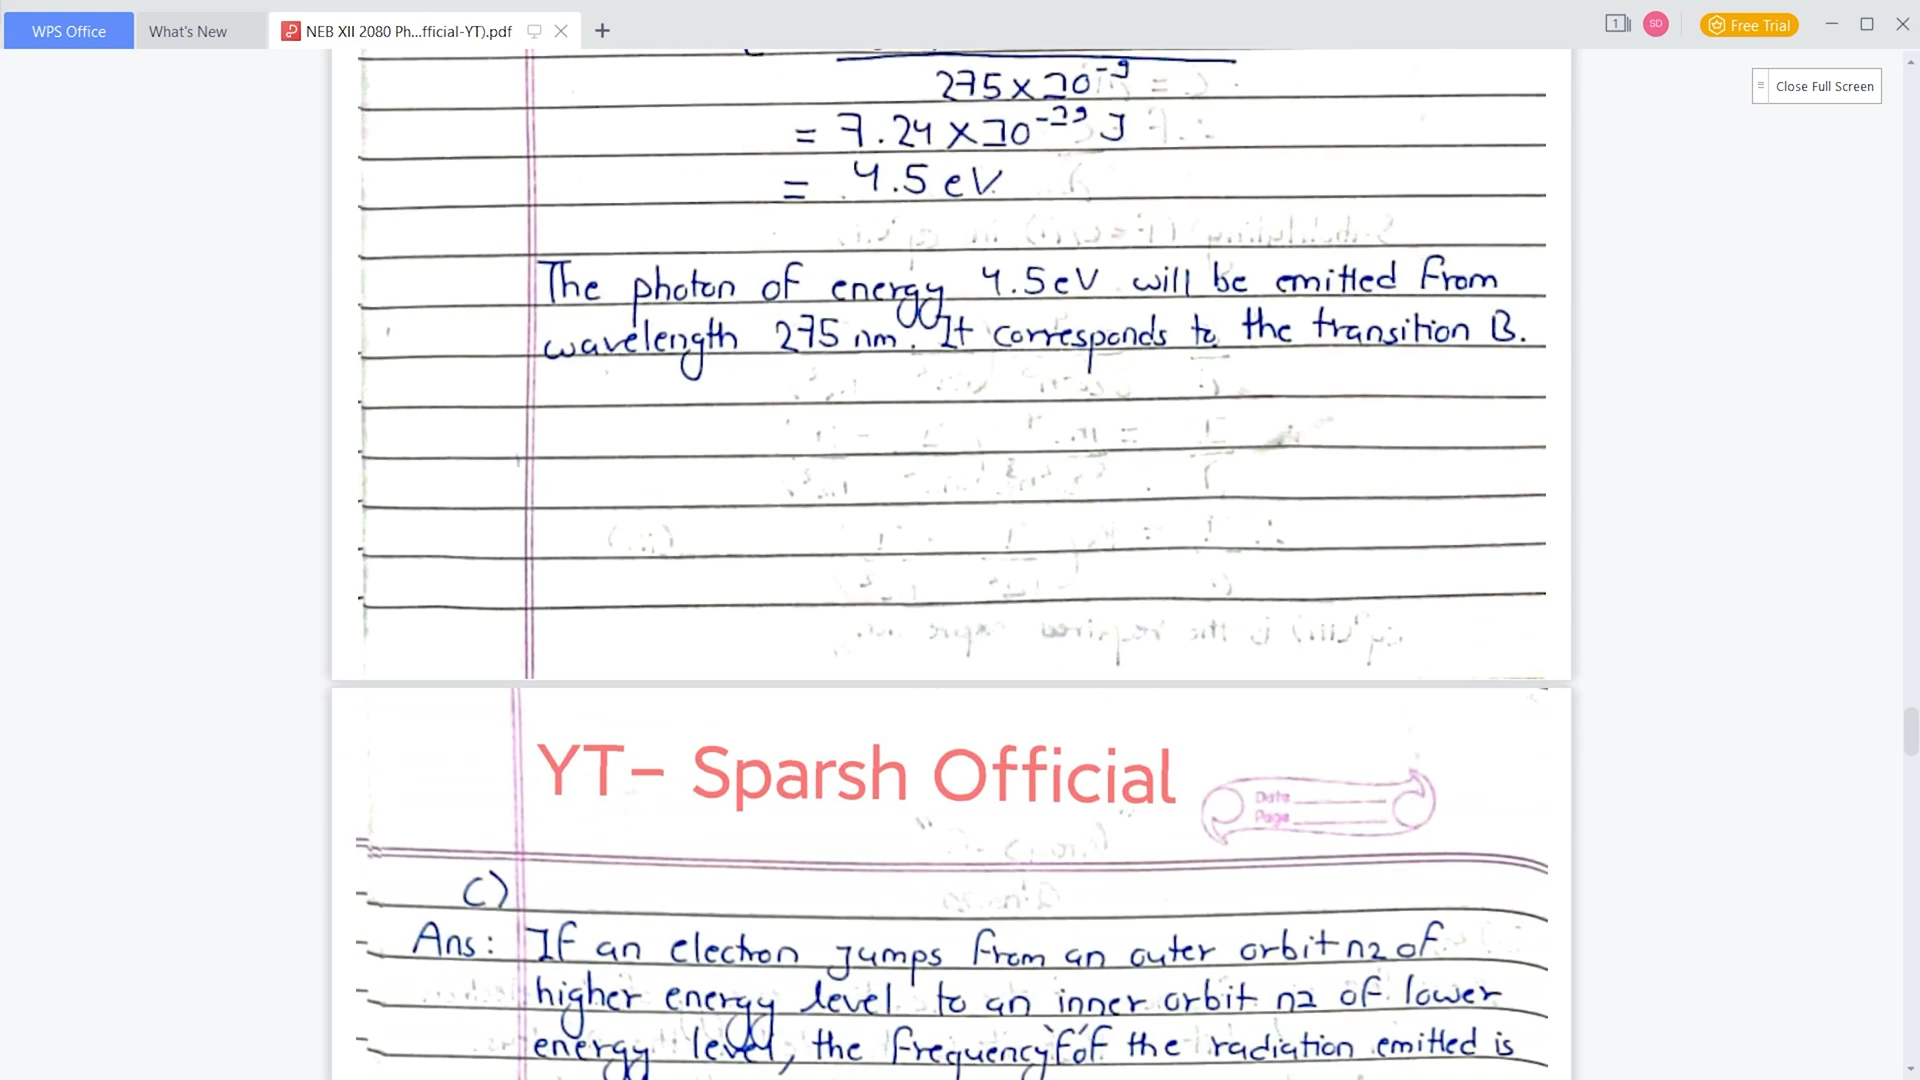 WPS Office
What's New
NEB XII 2080 Ph...fficial-YT).pdf
1
SD
Free Trial
Close Full Screen
275 x 10⁻⁹
= 7.24 x 10⁻¹⁹ J
= 4.5 eV
The photon of energy 4.5 eV will be emitted from
wavelength 275 nm. It corresponds to the transition B.
YT- Sparsh Official
Date
Page
C)
Ans: If an electron jumps from an outer orbit n2 of
higher energy level to an inner orbit n1 of lower
energy level, the frequency 'f' of the radiation emitted is